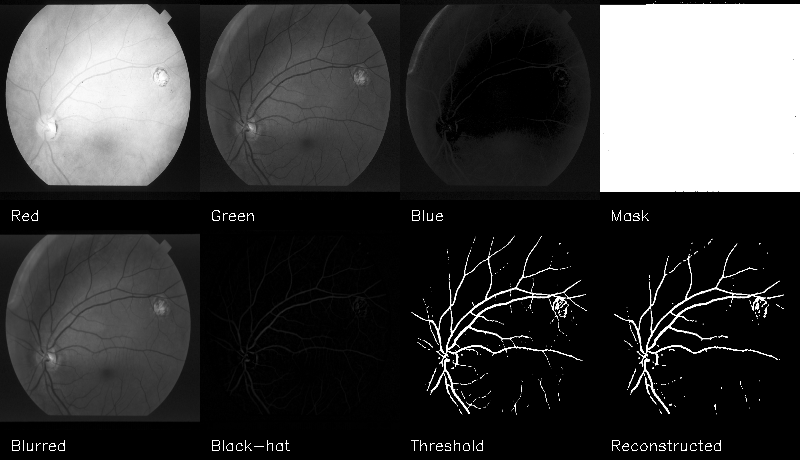 Red
Green
Blue
Mask
Blurred
Black-hat
Threshold
Reconstructed